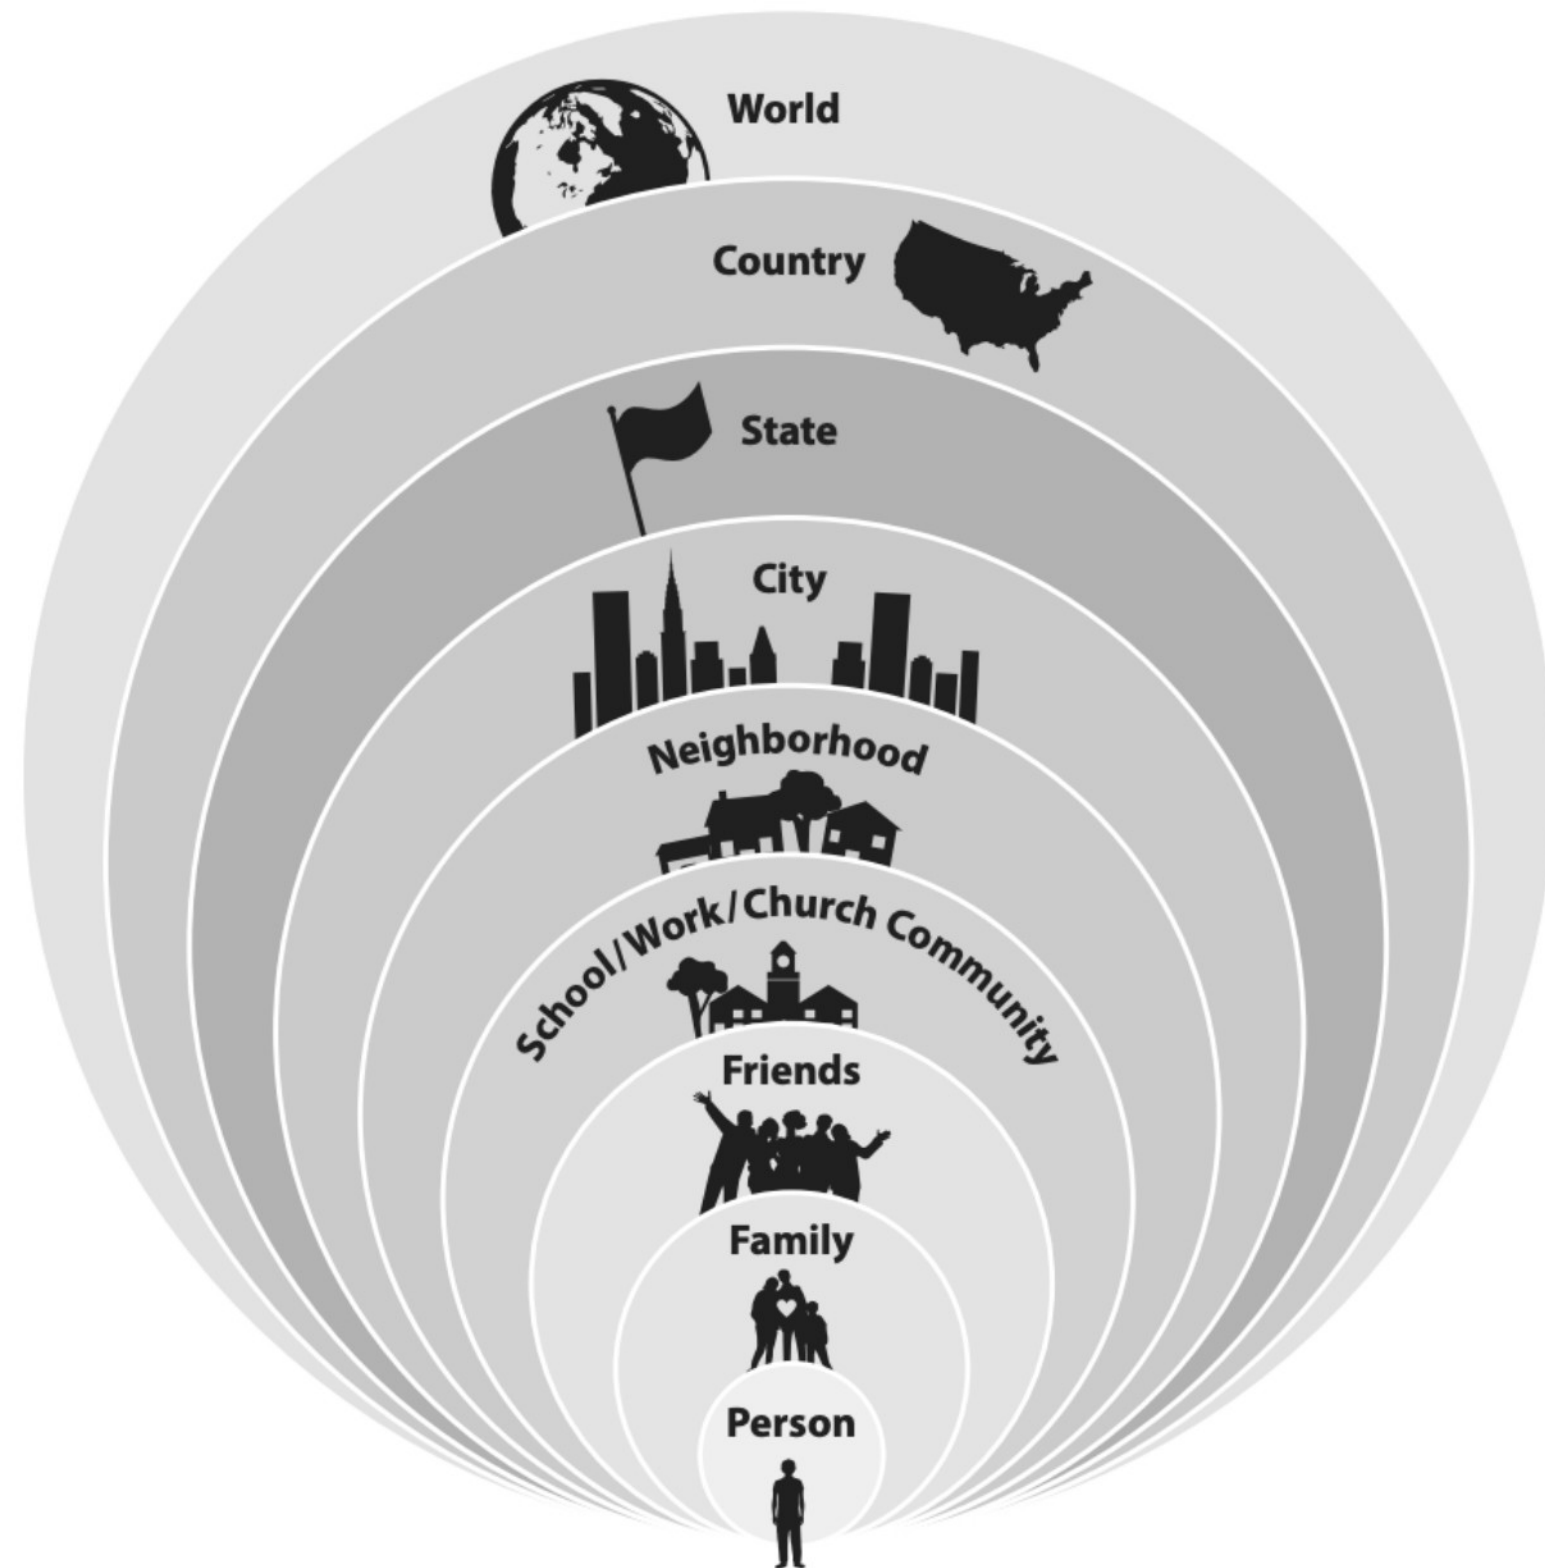 World
Country
State
City
Neighborhood
School/Work/Church Community
Friends
Family
Person